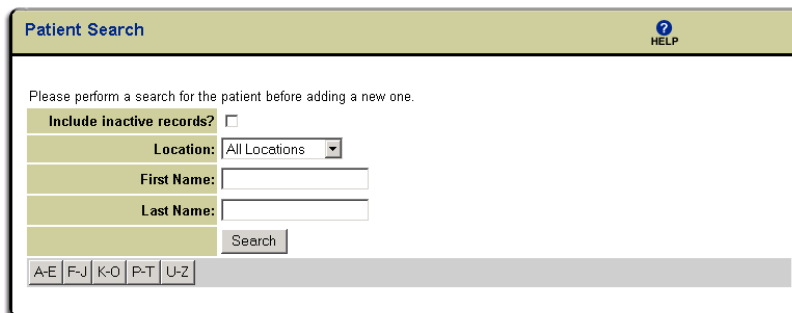 Patient Search
?
HELP
Please perform a search for the patient before adding a new one.
Include inactive records?
Location: All Locations
First Name:
Last Name:
Search
A-E F-J K-O P-T U-Z